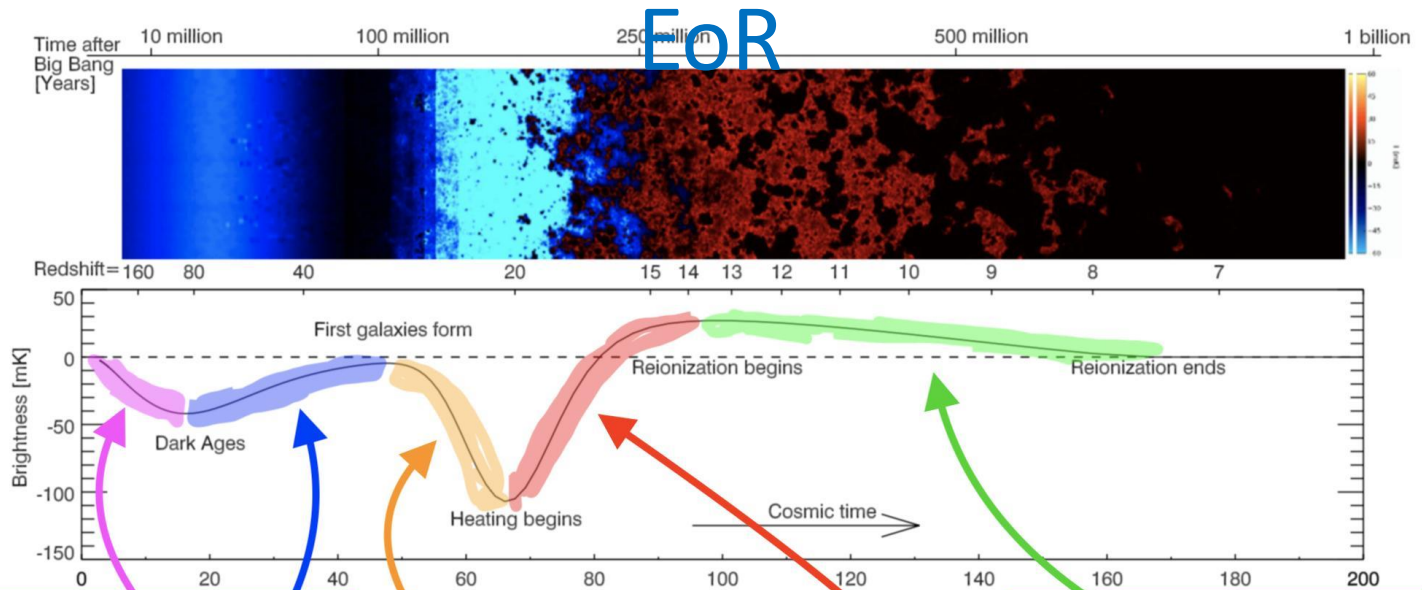 EoR
Time after
Big Bang
[Years]
10 million 100 million 250 million 500 million 1 billion
Redshift= 160 80 40 20 15 14 13 12 11 10 9 8 7
50
0
-50
-100
-150
Brightness [mK]
First galaxies form
Reionization begins
Reionization ends
Dark Ages
Heating begins
Cosmic time
0 20 40 60 80 100 120 140 160 180 200